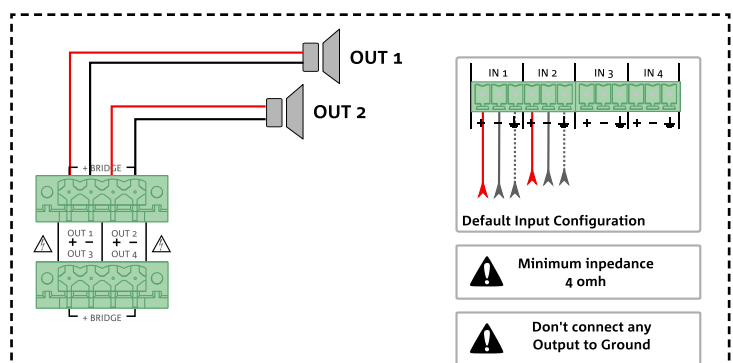 OUT 1
OUT 2
+ BRIDGE -
OUT 1 OUT 2
+ - + -
OUT 3 OUT 4
+ BRIDGE -
IN 1 IN 2 IN 3 IN 4
+ - + - + - + -
Default Input Configuration
Minimum inpedance
4 omh
Don't connect any
Output to Ground